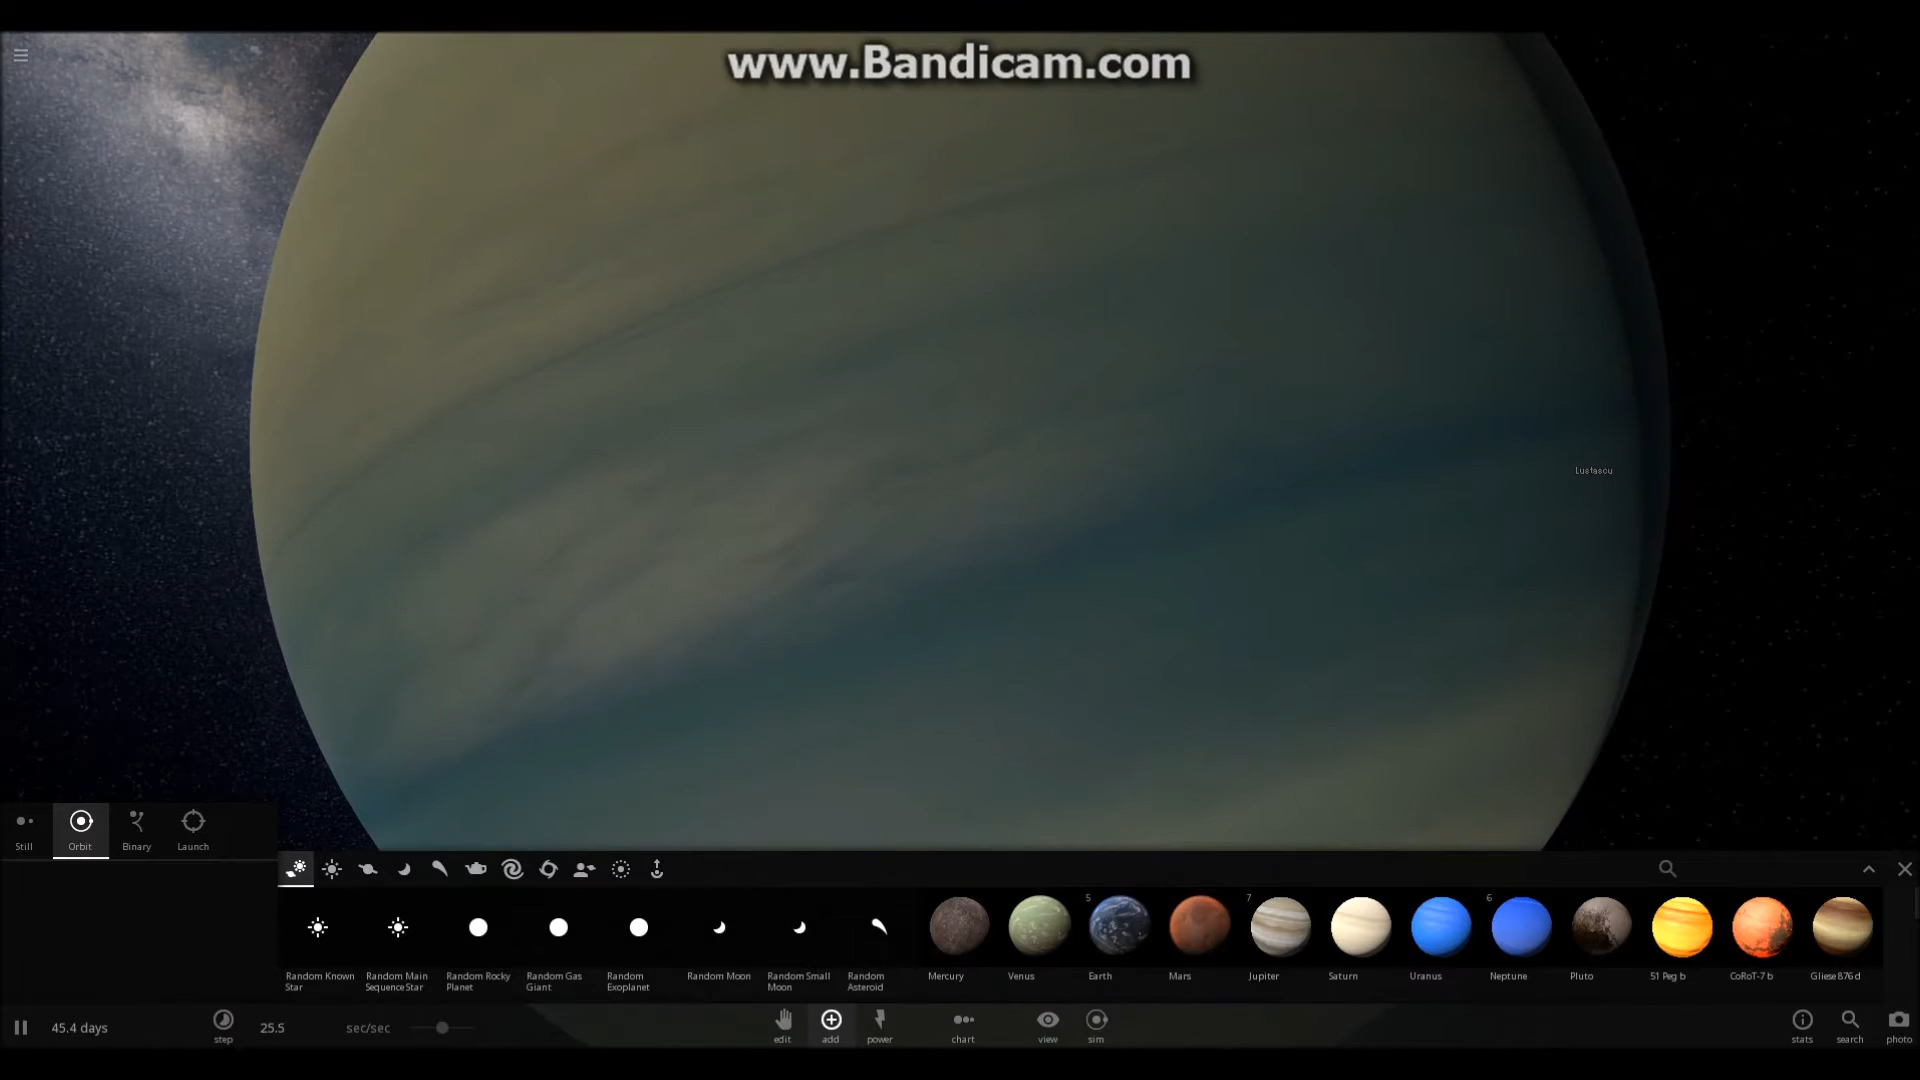 www.Bandicam.com
Lustascu
Still Orbit Binary Launch
5 7 6
Random Known Star
Random Main Sequence Star
Random Rocky Planet
Random Gas Giant
Random Exoplanet
Random Moon
Random Small Moon
Random Asteroid
Mercury
Venus
Earth
Mars
Jupiter
Saturn
Uranus
Neptune
Pluto
51 Peg b
CoRoT-7 b
Gliese 876 d
45.4 days
step
25.5
sec/sec
edit
add
power
chart
view
sim
stats
search
photo